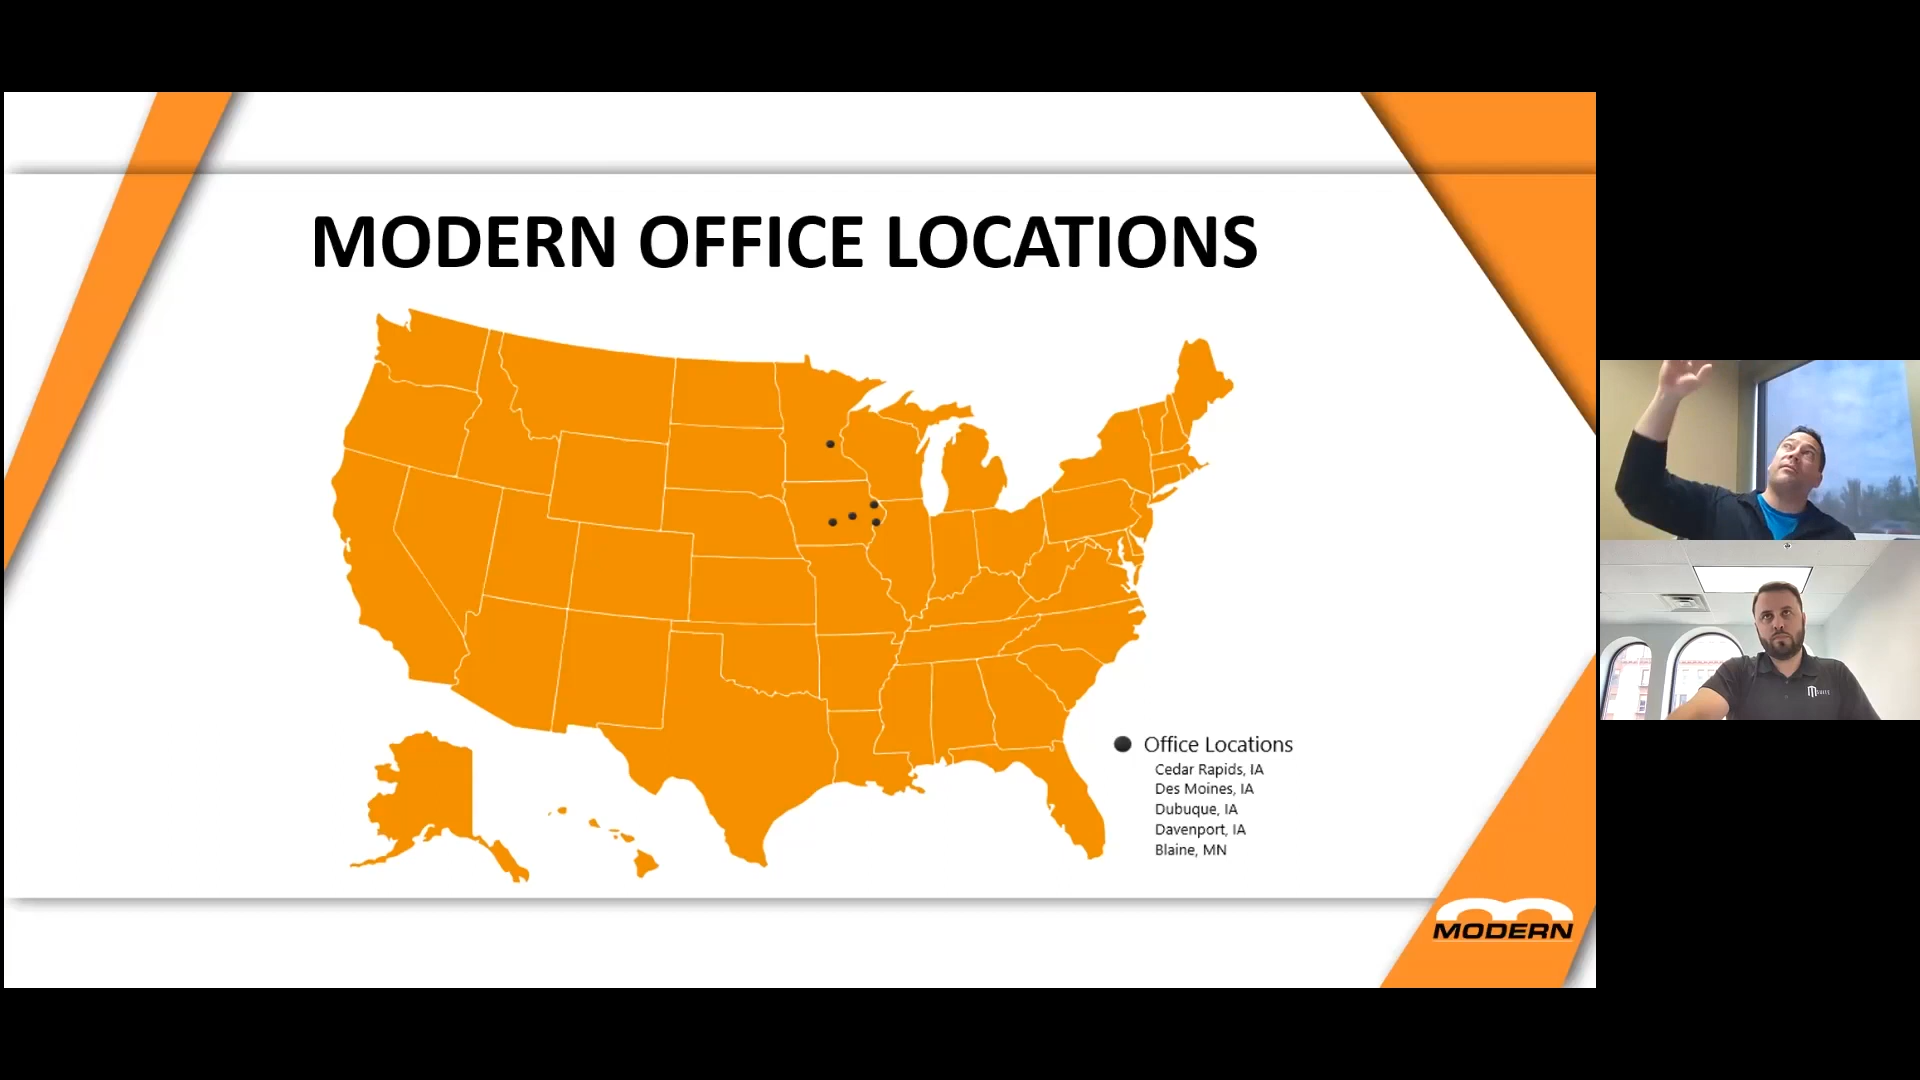 MODERN OFFICE LOCATIONS
Office Locations
Cedar Rapids, IA
Des Moines, IA
Dubuque, IA
Davenport, IA
Blaine, MN
MODERN